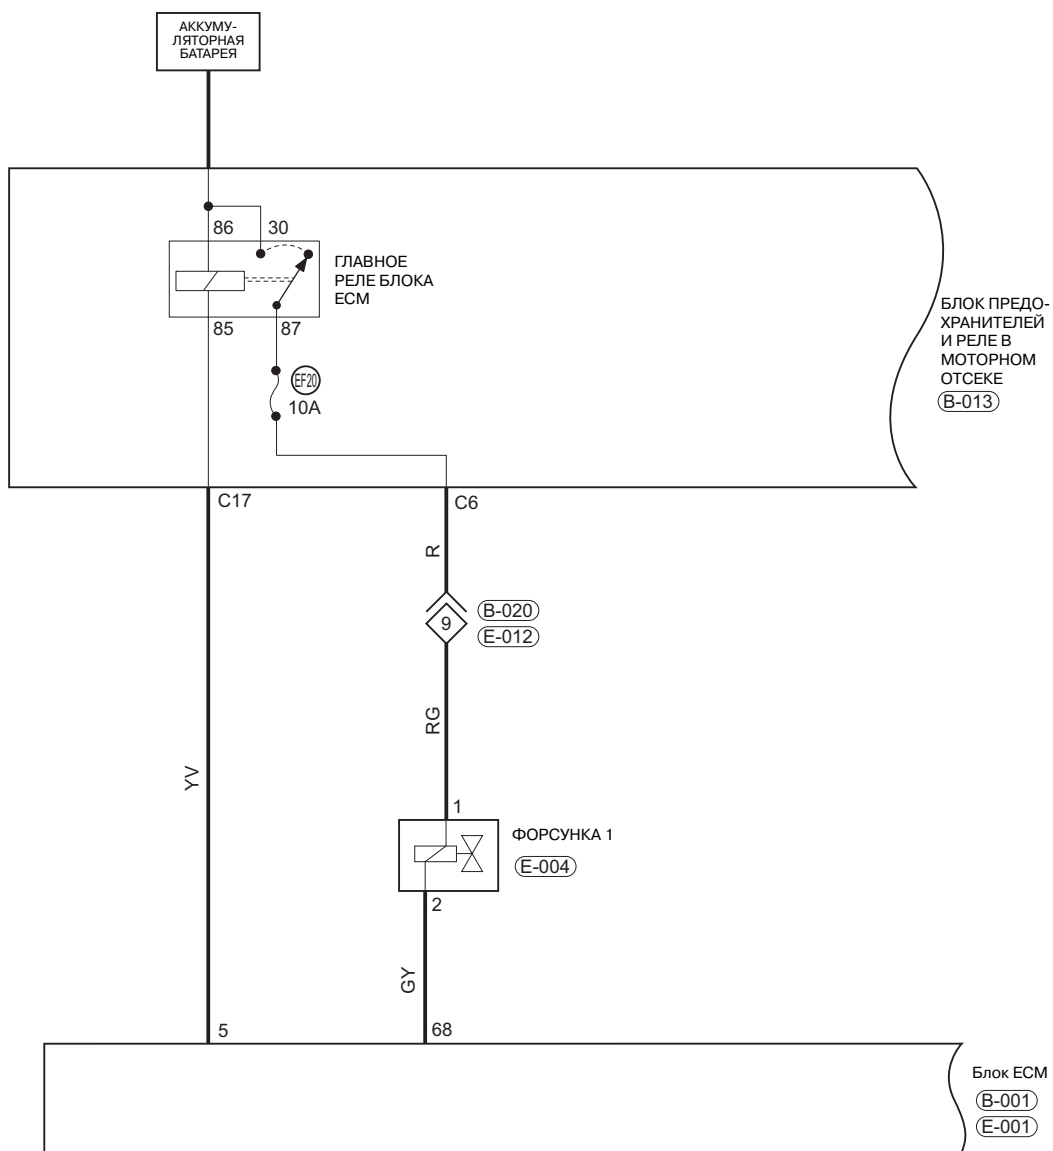 АККУМУ-
ЛЯТОРНАЯ
БАТАРЕЯ
86
30
ГЛАВНОЕ
РЕЛЕ БЛОКА
ECM
85
87
EF20
10A
БЛОК ПРЕДО-
ХРАНИТЕЛЕЙ
И РЕЛЕ В
МОТОРНОМ
ОТСЕКЕ
B-013
C17
C6
R
9
B-020
E-012
RG
YV
1
ФОРСУНКА 1
E-004
2
GY
5
68
Блок ECM
B-001
E-001